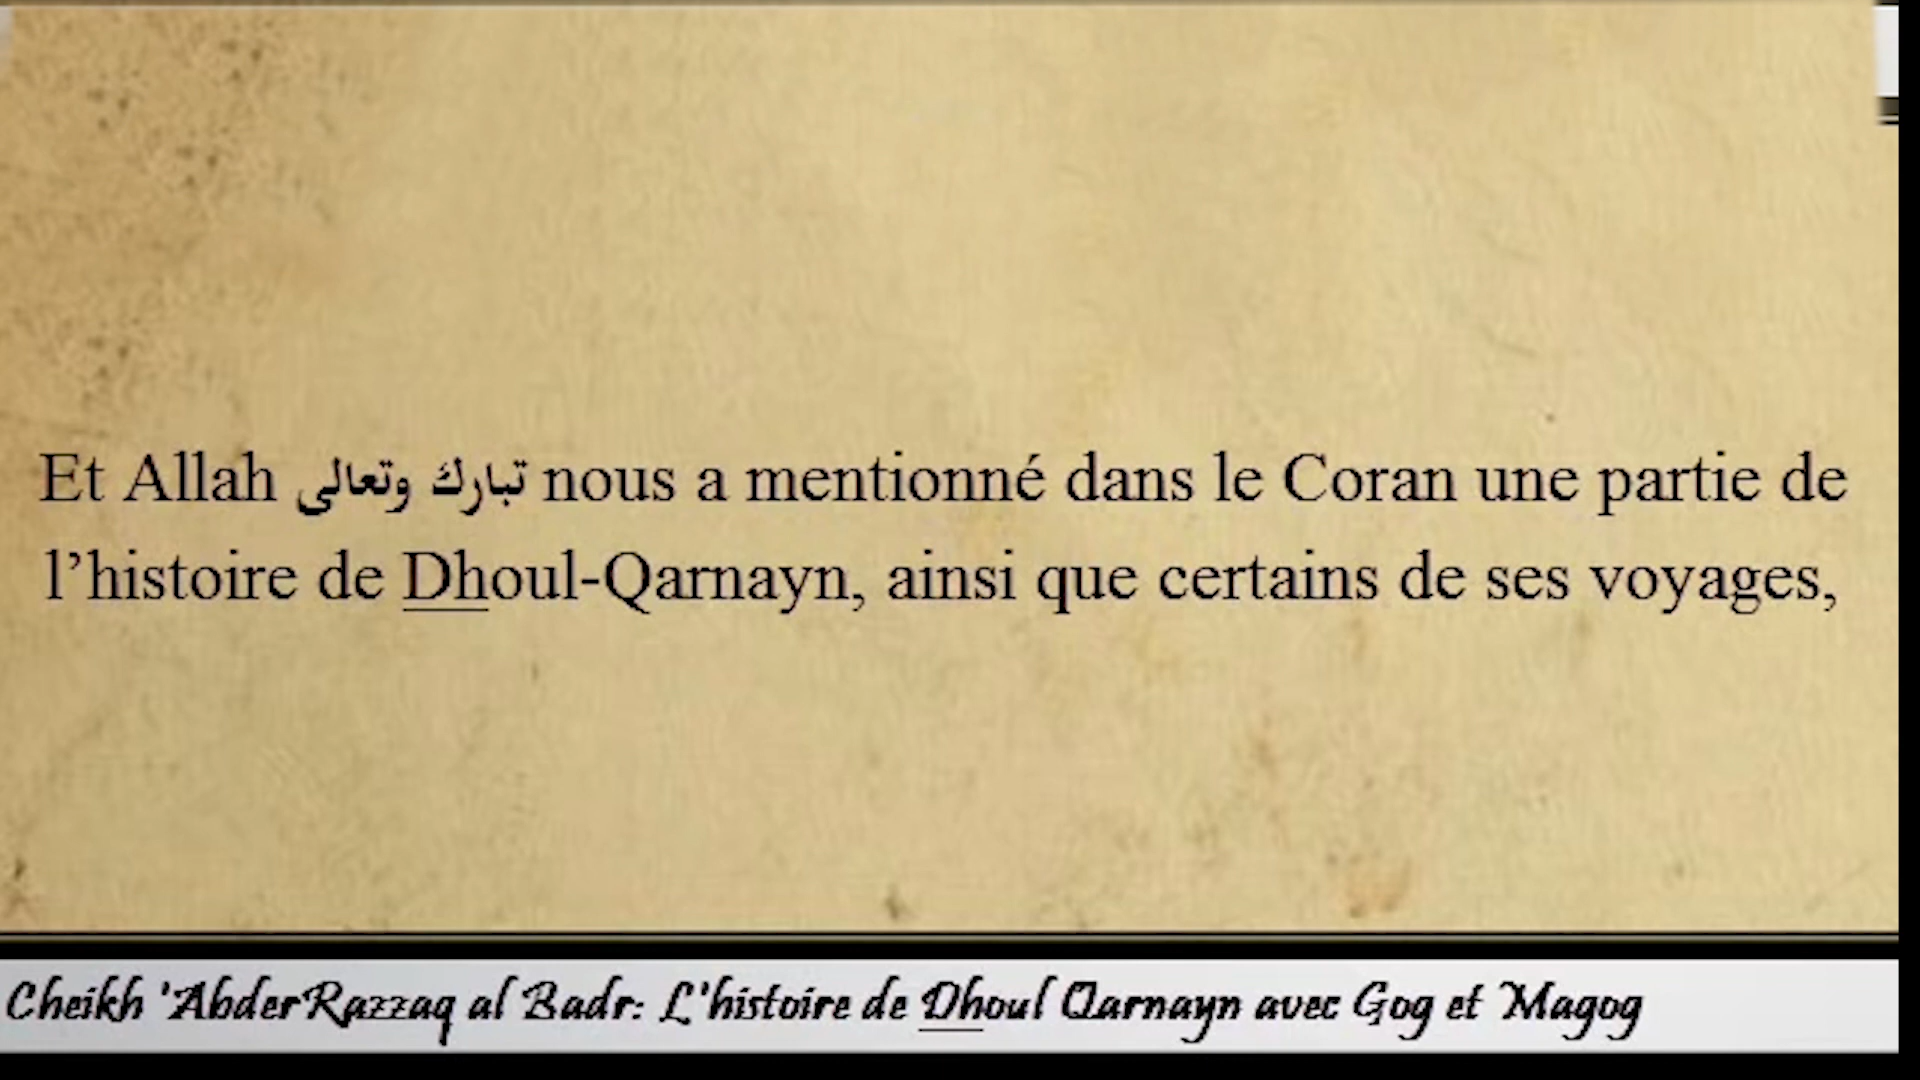 Et Allah تبارك وتعالى nous a mentionné dans le Coran une partie de
l’histoire de Dhoul-Qarnayn, ainsi que certains de ses voyages,
Cheikh 'AbderRazzaq al Badr: L'histoire de Dhoul Qarnayn avec Gog et Magog